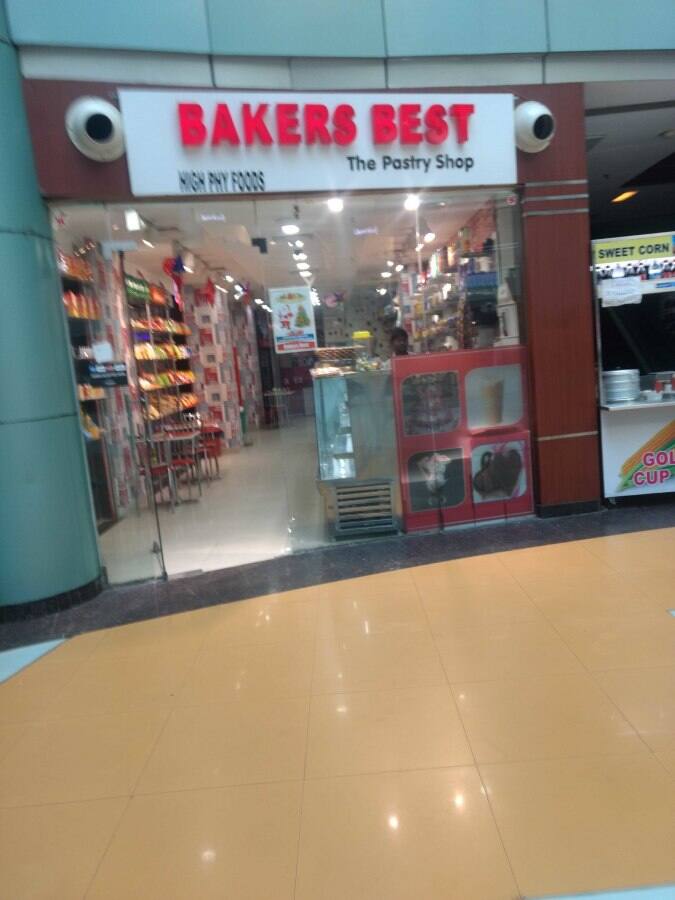 BAKERS BEST
The Pastry Shop
HIGH PHY FOODS
SWEET CORN
GOL
CUP